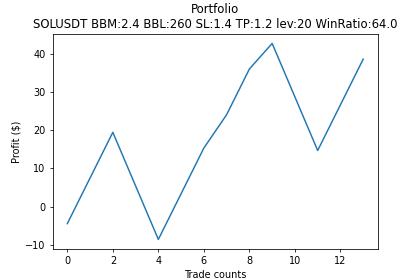 Portfolio
SOLUSDT BBM:2.4 BBL:260 SL:1.4 TP:1.2 lev:20 WinRatio:64.0
Profit ($)
40
30
20
10
0
−10
0 2 4 6 8 10 12
Trade counts